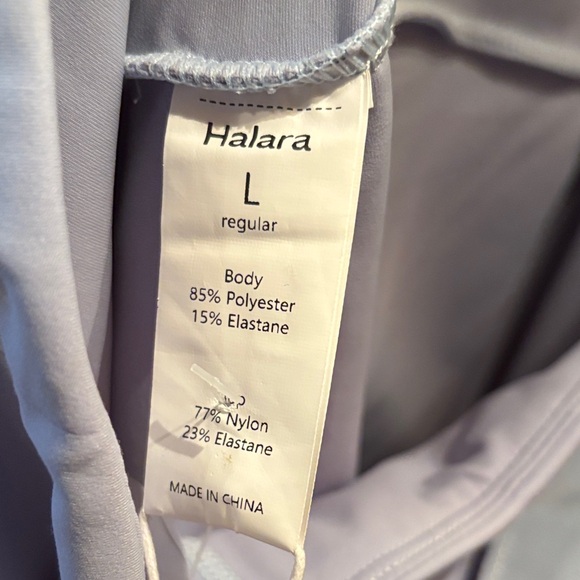 Halara
L
regular
Body
85% Polyester
15% Elastane
77% Nylon
23% Elastane
MADE IN CHINA